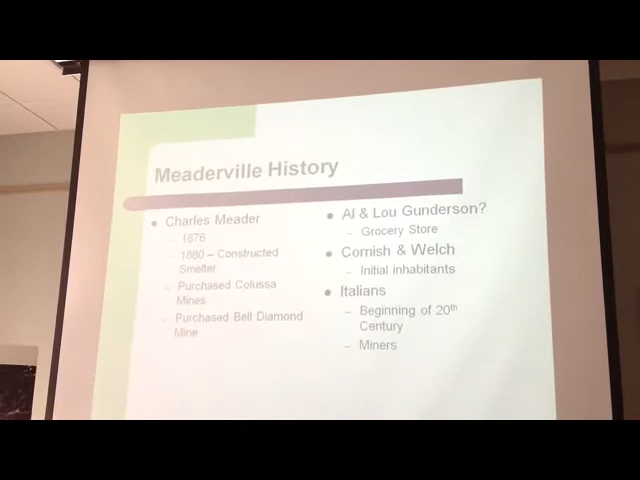 Meaderville History
Charles Meader
– 1876
– 1880 – Constructed
Smelter
– Purchased Colussa
Mines
– Purchased Bell Diamond
Mine
Al & Lou Gunderson?
– Grocery Store
Cornish & Welch
– Initial inhabitants
Italians
– Beginning of 20th
Century
– Miners